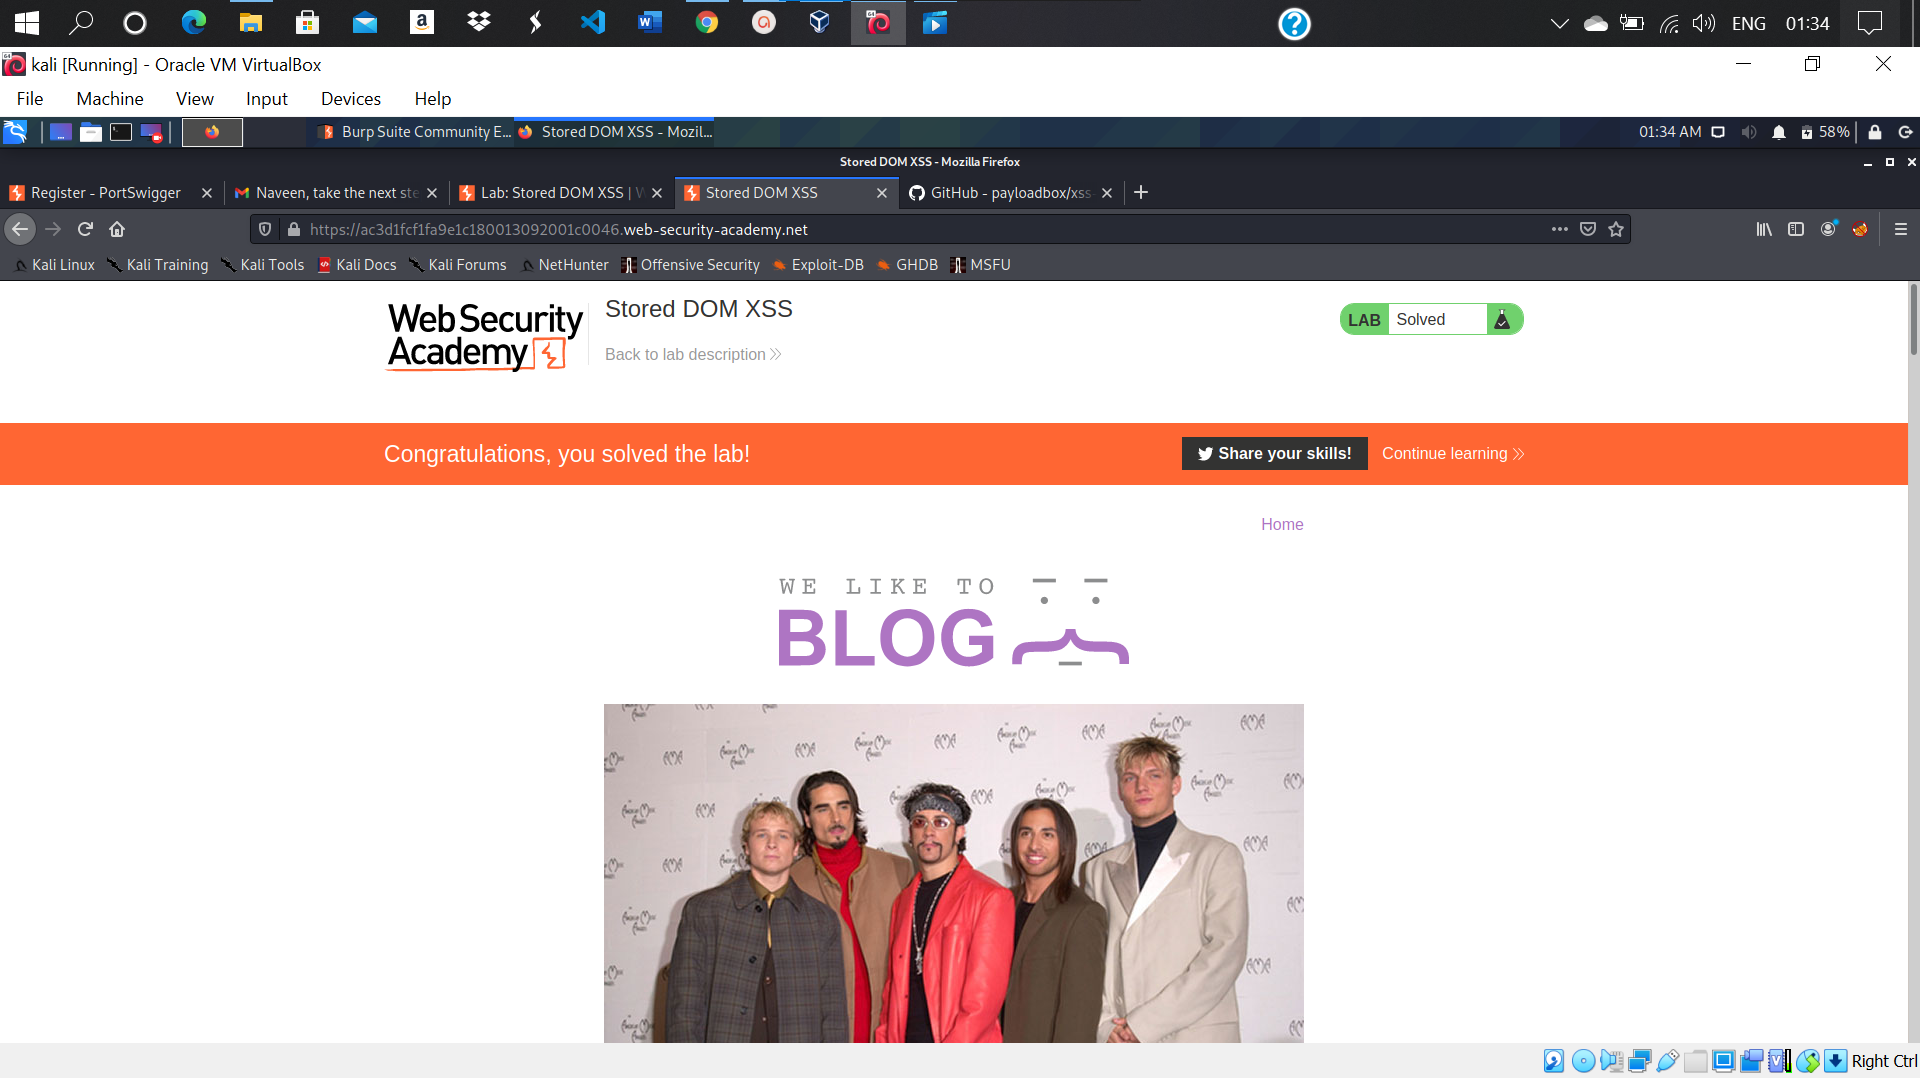 ENG 01:34
kali [Running] - Oracle VM VirtualBox
File Machine View Input Devices Help
Burp Suite Community E... Stored DOM XSS - Mozil... 01:34 AM 58%
Stored DOM XSS - Mozilla Firefox
Register - PortSwigger Naveen, take the next ste Lab: Stored DOM XSS | W Stored DOM XSS GitHub - payloadbox/xss
https://ac3d1fcf1fa9e1c180013092001c0046.web-security-academy.net
Kali Linux Kali Training Kali Tools Kali Docs Kali Forums NetHunter Offensive Security Exploit-DB GHDB MSFU
Web Security
Academy
Stored DOM XSS
Back to lab description
LAB Solved
Congratulations, you solved the lab!
Share your skills! Continue learning
Home
WE LIKE TO
BLOG
Right Ctrl